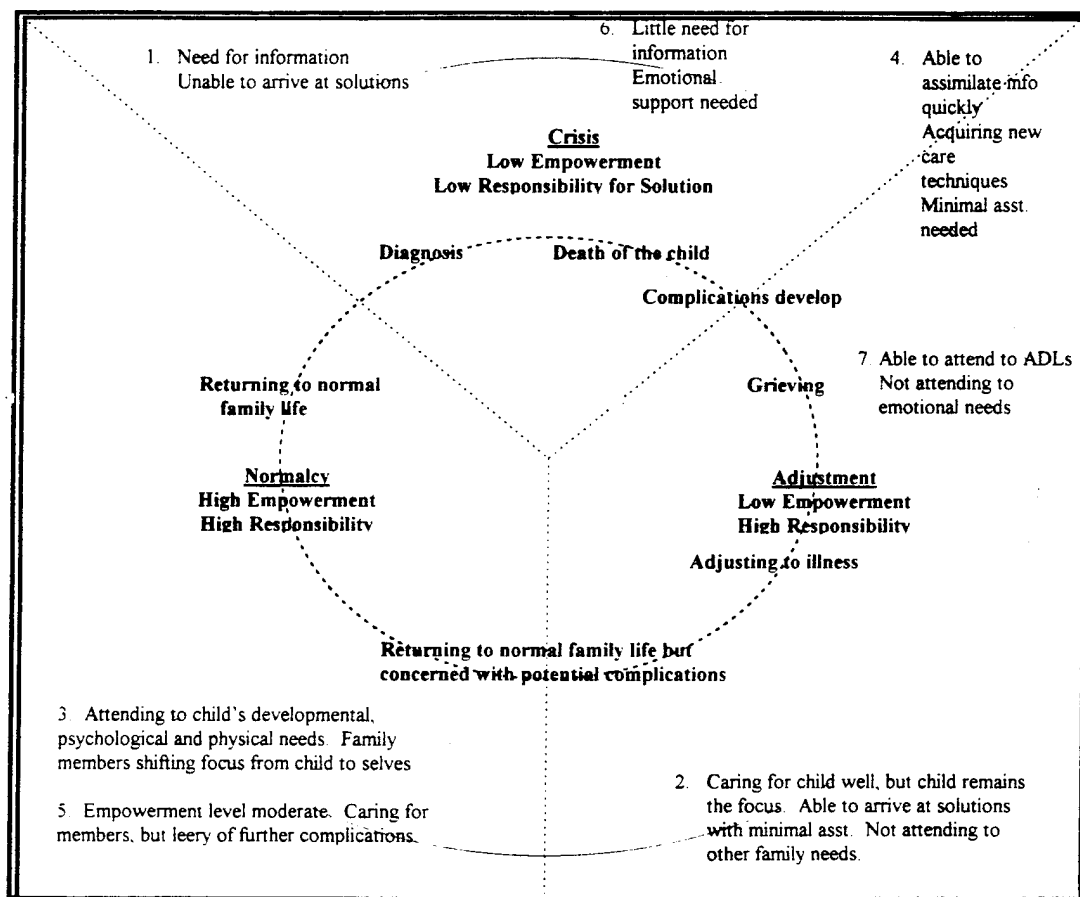 1. Need for information
Unable to arrive at solutions
6. Little need for
information
Emotional
support needed
4. Able to
assimilate info
quickly
Acquiring new
care
techniques
Minimal asst.
needed
Crisis
Low Empowerment
Low Responsibility for Solution
Diagnosis
Death of the child
Complications develop
7. Able to attend to ADLs
Not attending to
emotional needs
Returning to normal
family life
Grieving
Normalcy
High Empowerment
High Responsibility
Adjustment
Low Empowerment
High Responsibility
Adjusting to illness
Returning to normal family life but
concerned with potential complications
3. Attending to child's developmental,
psychological and physical needs. Family
members shifting focus from child to selves
5. Empowerment level moderate. Caring for
members, but leery of further complications.
2. Caring for child well, but child remains
the focus. Able to arrive at solutions
with minimal asst. Not attending to
other family needs.